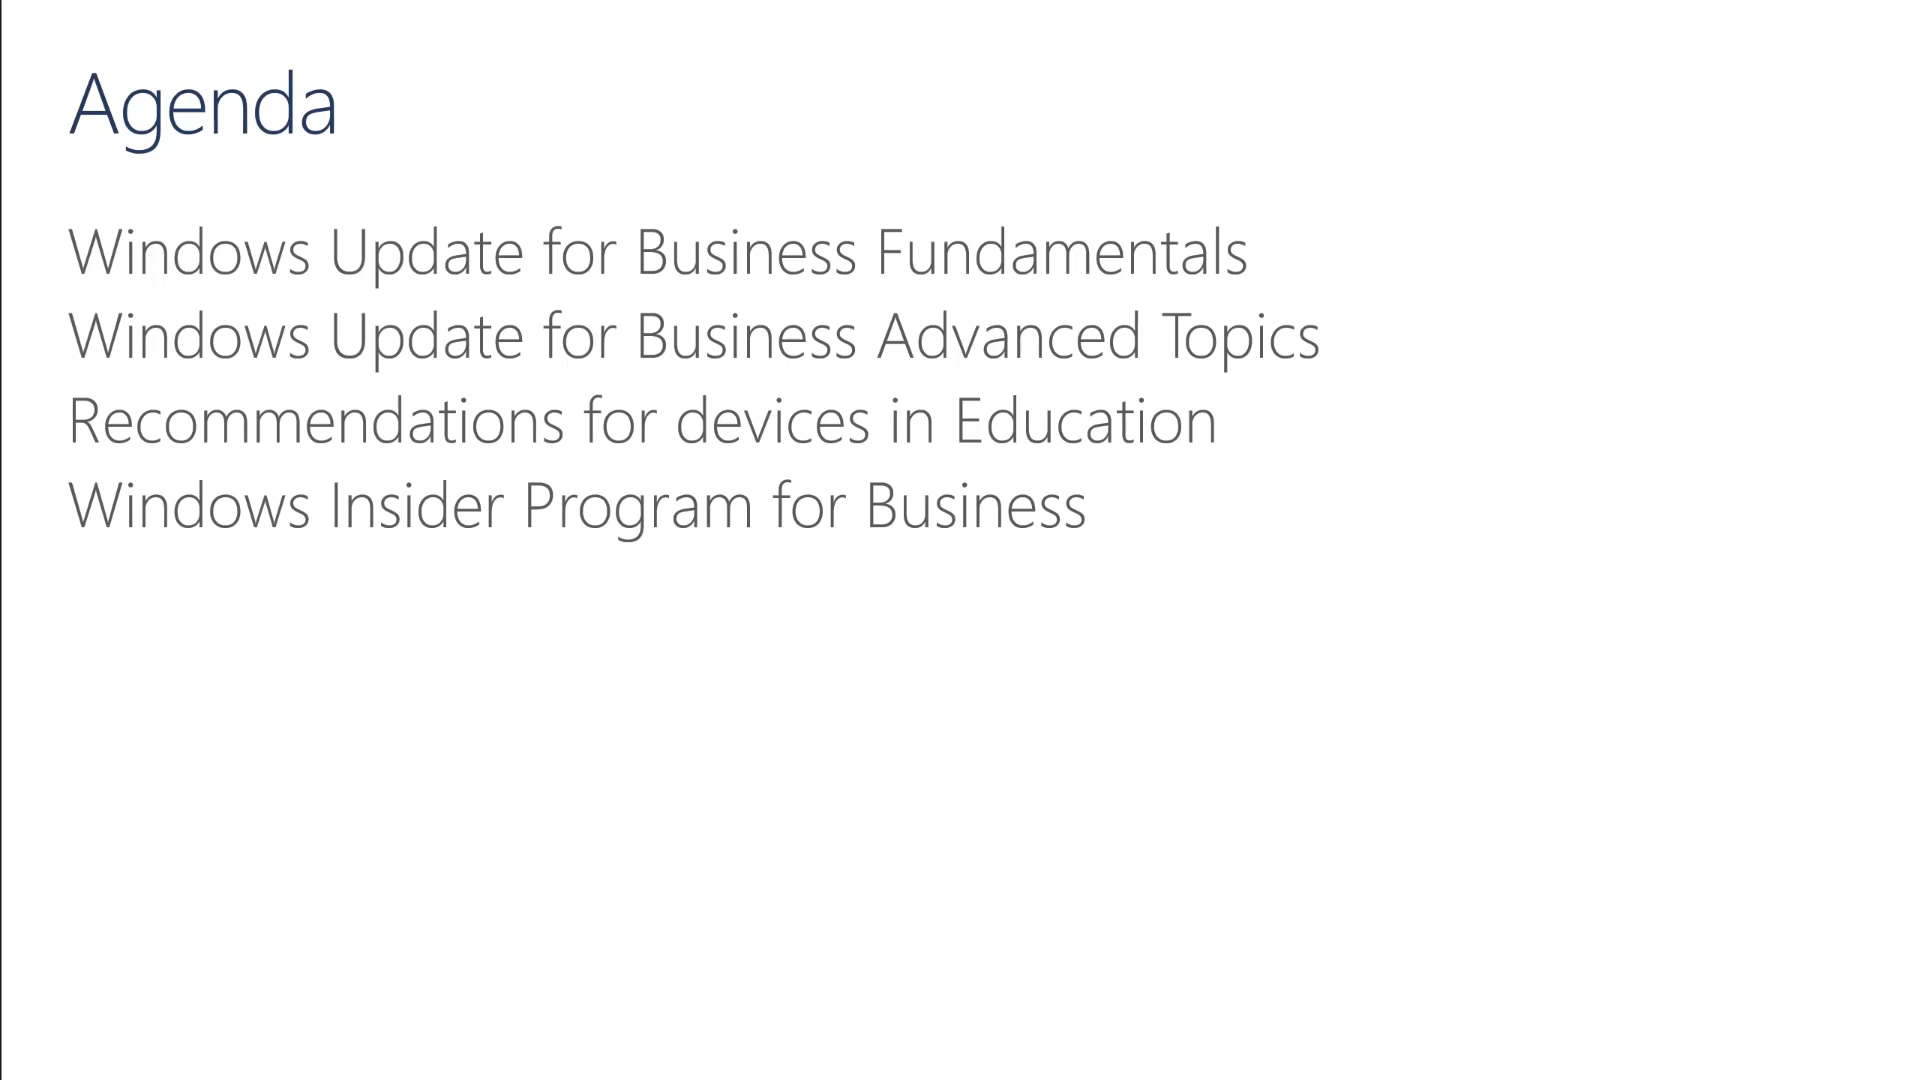 Agenda
Windows Update for Business Fundamentals
Windows Update for Business Advanced Topics
Recommendations for devices in Education
Windows Insider Program for Business